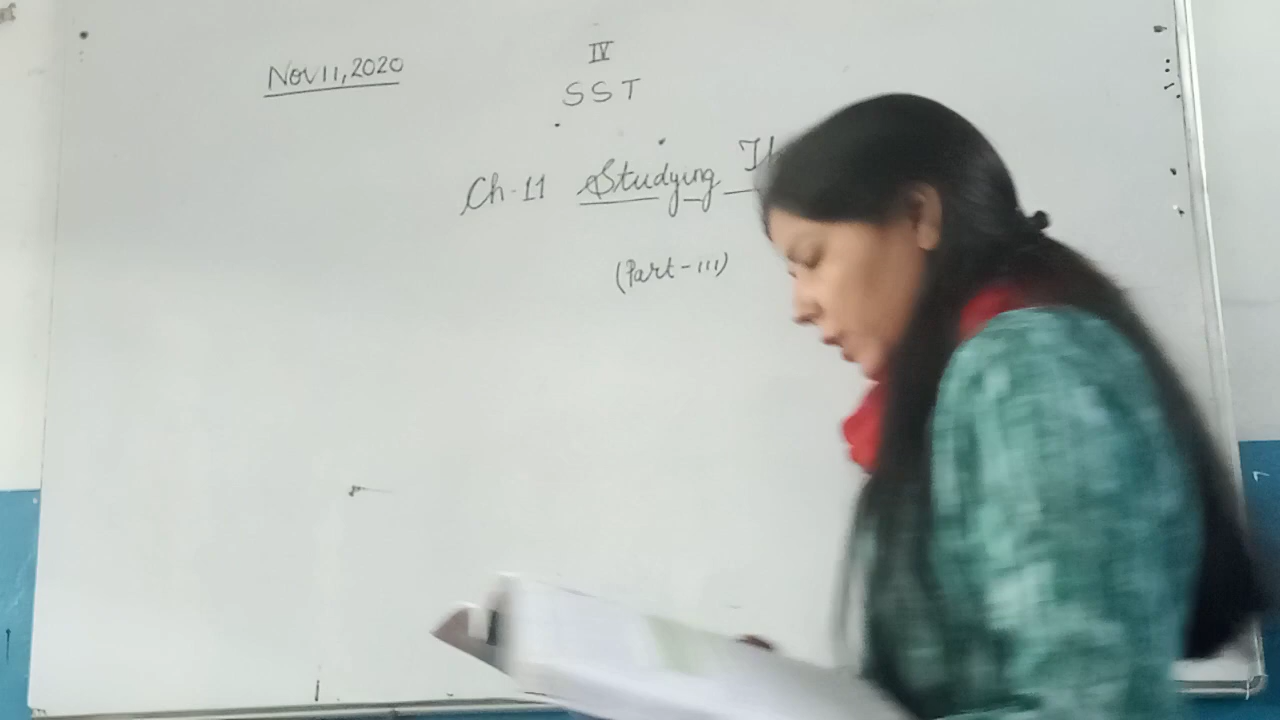 IV
Nov 11, 2020
SST
Ch-11 Studying
(Part-III)